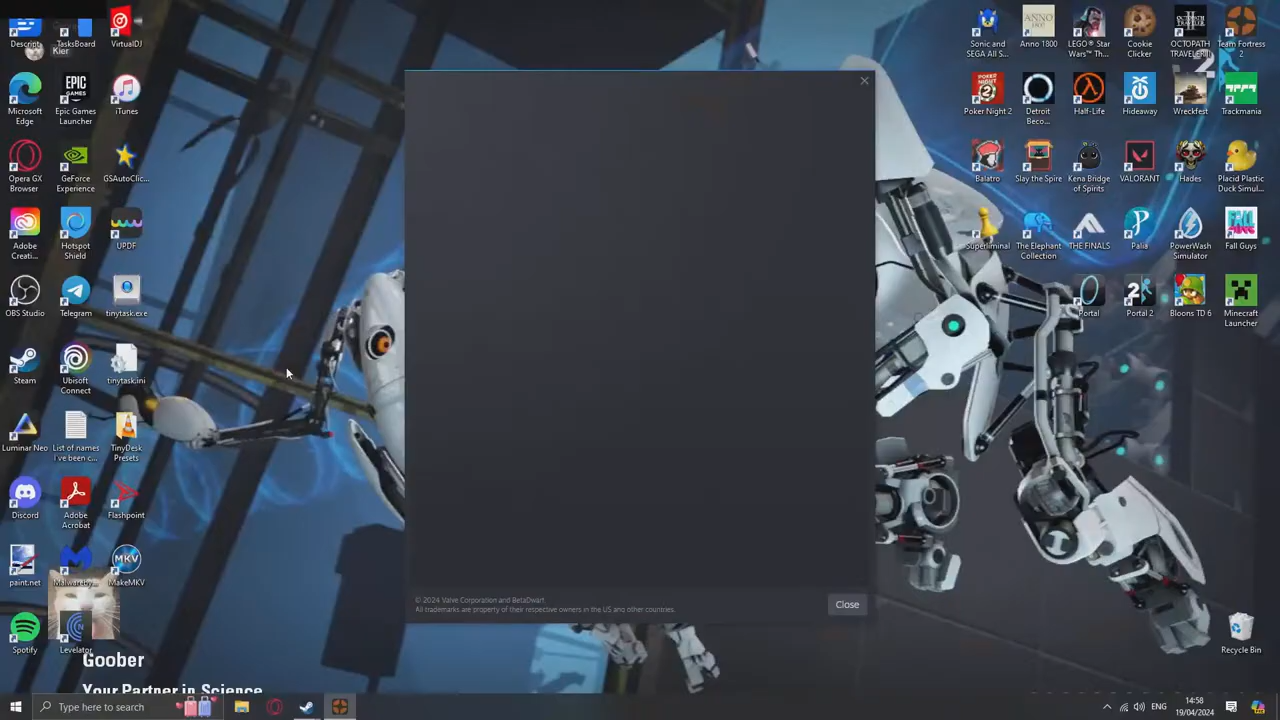 Descript
TasksBoard
VirtualDJ
Kier
Microsoft
Edge
Epic Games
Launcher
iTunes
Opera GX
Browser
GeForce
Experience
GSAutoClic...
Adobe
Creati...
Hotspot
Shield
UPDF
OBS Studio
Telegram
tinytask.exe
Steam
Ubisoft
Connect
tinytask.ini
Luminar Neo
List of names
I've been c...
TinyDesk
Presets
Discord
Adobe
Acrobat
Flashpoint
paint.net
Malwareby...
MakeMKV
Spotify
Levelator
Goober
Your Partner in Science
Sonic and
SEGA All S...
Anno 1800
LEGO® Star
Wars™ Th...
Cookie
Clicker
OCTOPATH
TRAVELER II
Team Fortress
2
Poker Night 2
Detroit
Beco...
Half-Life
Hideaway
Wreckfest
Trackmania
Balatro
Slay the Spire
Kena Bridge
of Spirits
VALORANT
Hades
Placid Plastic
Duck Simul...
Superliminal
The Elephant
Collection
THE FINALS
Palia
PowerWash
Simulator
Fall Guys
Portal
Portal 2
Bloons TD 6
Minecraft
Launcher
Recycle Bin
© 2024 Valve Corporation and BetaDwarf
All trademarks are property of their respective owners in the US and other countries.
Close
Type here to search
ENG
14:58
19/04/2024